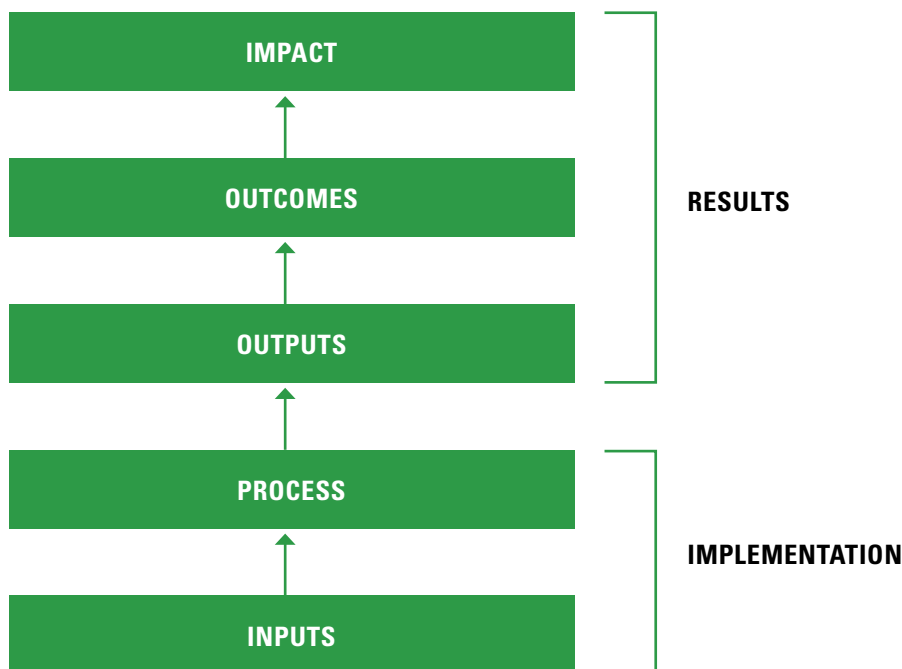 IMPACT
OUTCOMES
RESULTS
OUTPUTS
PROCESS
IMPLEMENTATION
INPUTS